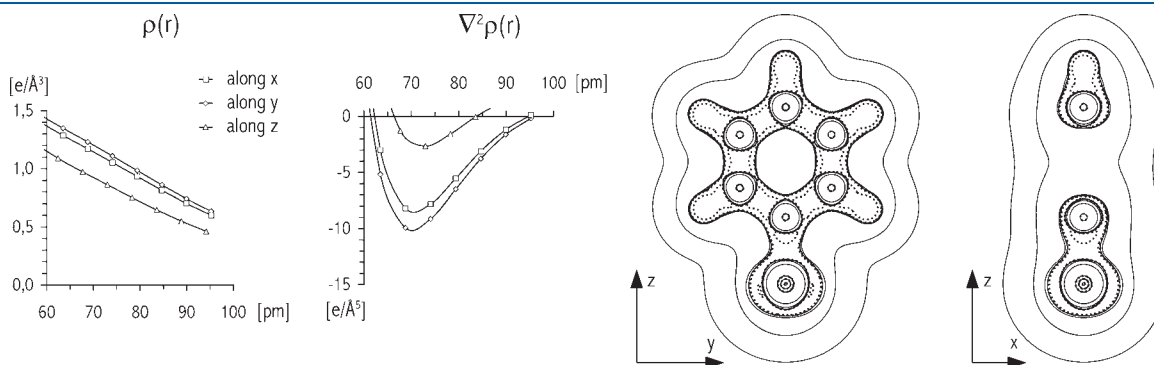 ρ(r)
[e/Å³]
along x
along y
along z
1,5
1,0
0,5
0,0
60 70 80 90 100 [pm]
∇²ρ(r)
60 70 80 90 100 [pm]
0
-5
-10
-15
[e/Å⁵]
z
y
z
x